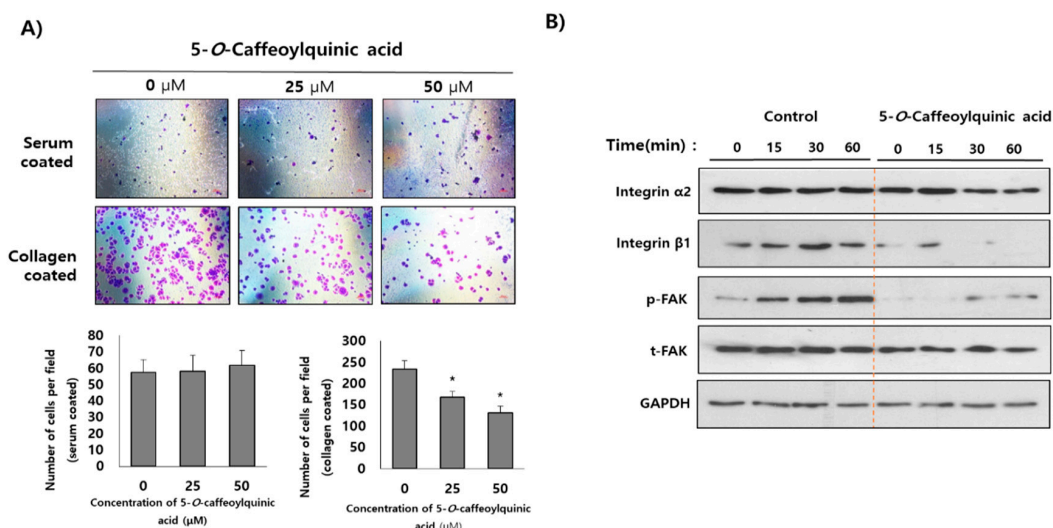 A)
5-O-Caffeoylquinic acid
0 μM 25 μM 50 μM
Serum
coated
Collagen
coated
Number of cells per field
(serum coated)
80
70
60
50
40
30
20
10
0
0 25 50
Concentration of 5-O-caffeoylquinic
acid (μM)
Number of cells per field
(collagen coated)
300
250
200
150
100
50
0
*
*
0 25 50
Concentration of 5-O-caffeoylquinic
acid (μM)
B)
Control 5-O-Caffeoylquinic acid
Time(min) : 0 15 30 60 0 15 30 60
Integrin α2
Integrin β1
p-FAK
t-FAK
GAPDH